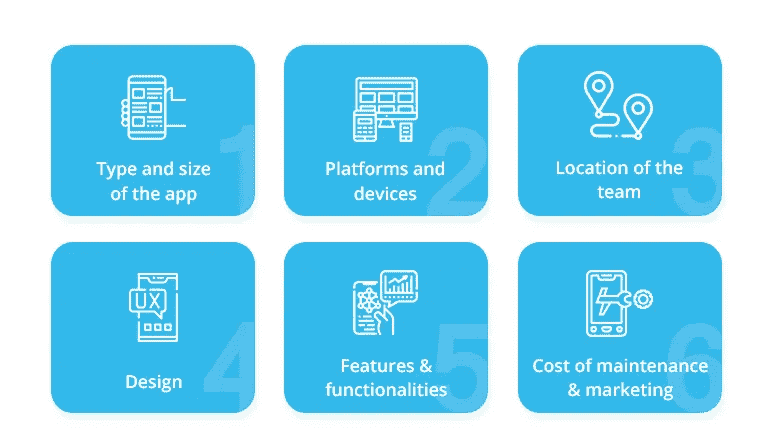 1
Type and size
of the app
2
Platforms and
devices
3
Location of the
team
UX
4
Design
5
Features &
functionalities
6
Cost of maintenance
& marketing